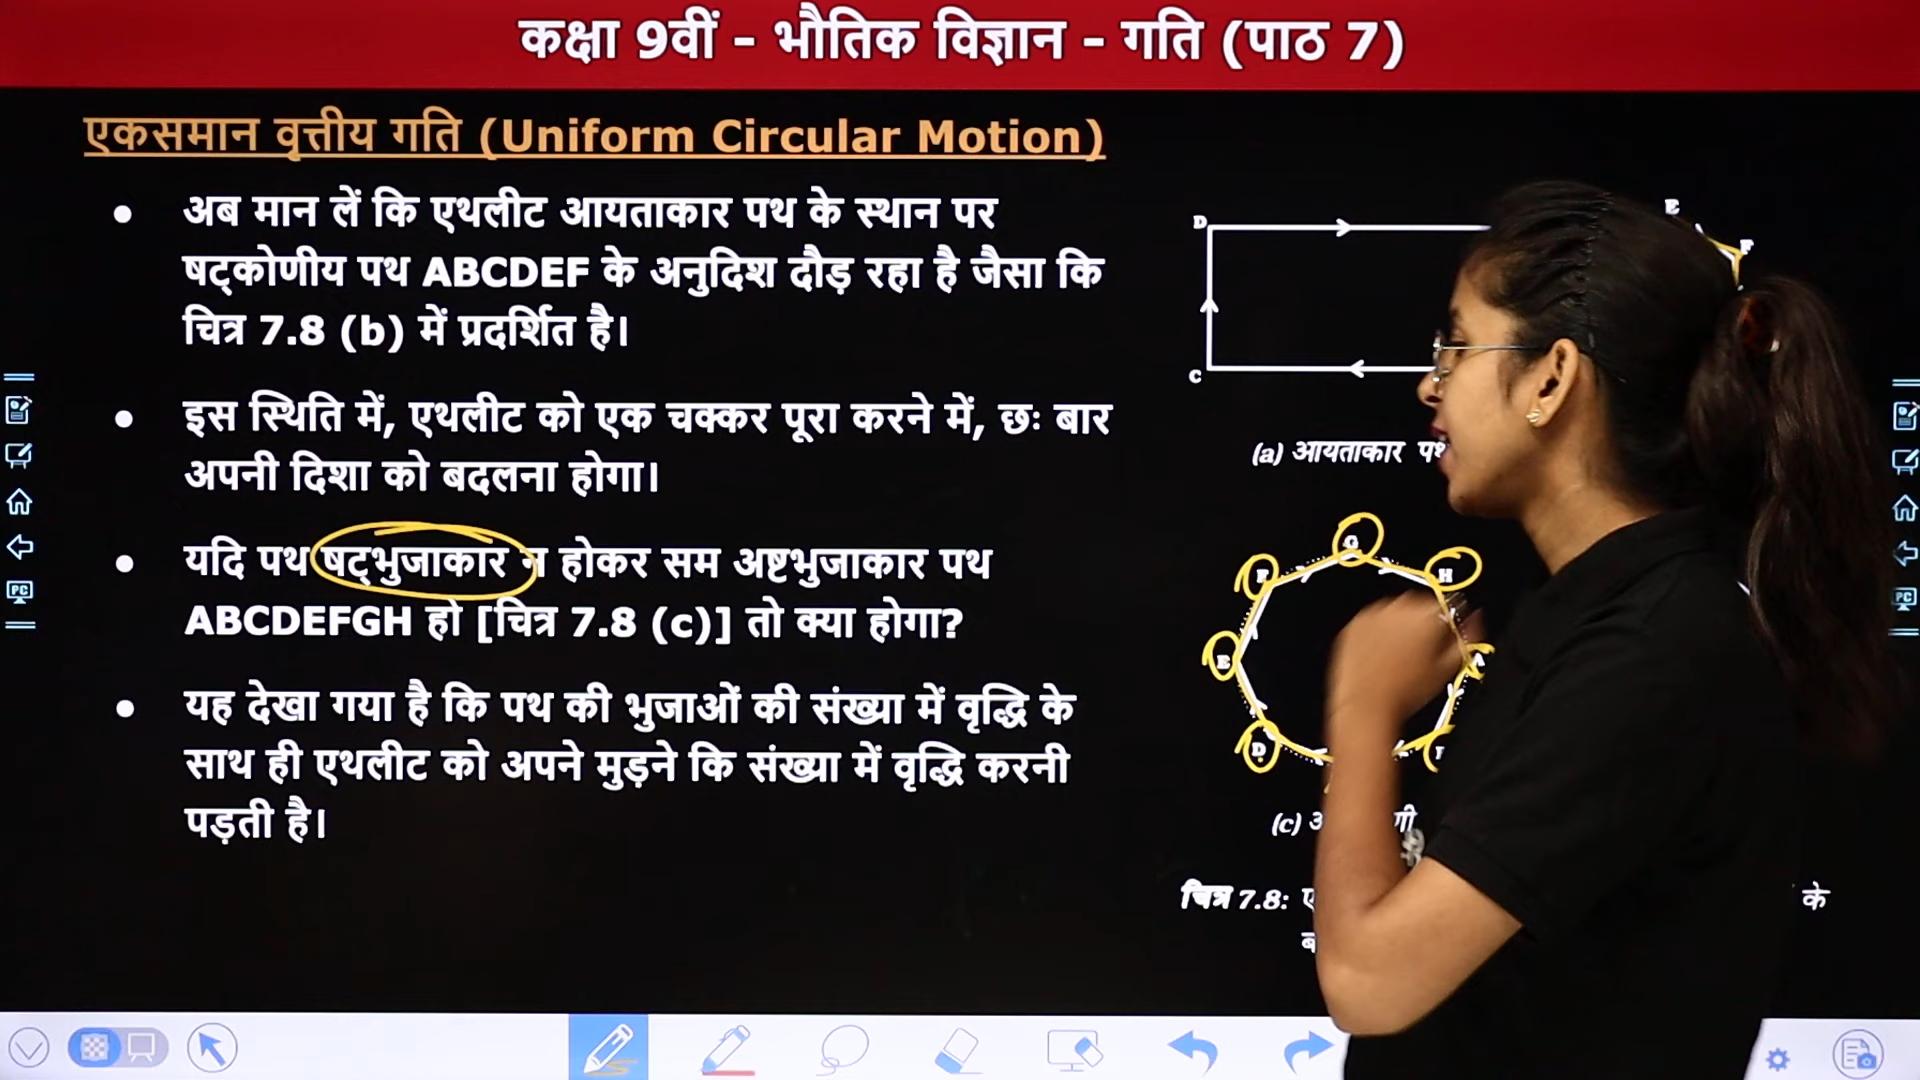 कक्षा 9वीं - भौतिक विज्ञान - गति (पाठ 7)
एकसमान वृत्तीय गति (Uniform Circular Motion)
• अब मान लें कि एथलीट आयताकार पथ के स्थान पर
षट्कोणीय पथ ABCDEF के अनुदिश दौड़ रहा है जैसा कि
चित्र 7.8 (b) में प्रदर्शित है।
• इस स्थिति में, एथलीट को एक चक्कर पूरा करने में, छः बार
अपनी दिशा को बदलना होगा।
• यदि पथ षट्भुजाकार न होकर सम अष्टभुजाकार पथ
ABCDEFGH हो [चित्र 7.8 (c)] तो क्या होगा?
• यह देखा गया है कि पथ की भुजाओं की संख्या में वृद्धि के
साथ ही एथलीट को अपने मुड़ने कि संख्या में वृद्धि करनी
पड़ती है।
D
E
F
C
(a) आयताकार
G
F
H
E
A
D
(c)
चित्र 7.8:
के
PC
PC